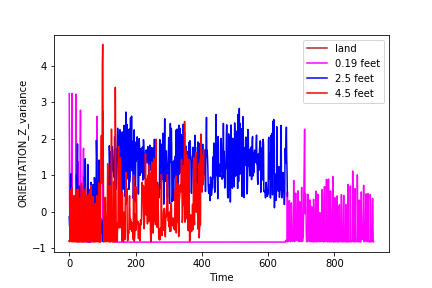 land
0.19 feet
2.5 feet
4.5 feet
ORIENTATION_Z_variance
4
3
2
1
0
−1
0
200
400
600
800
Time